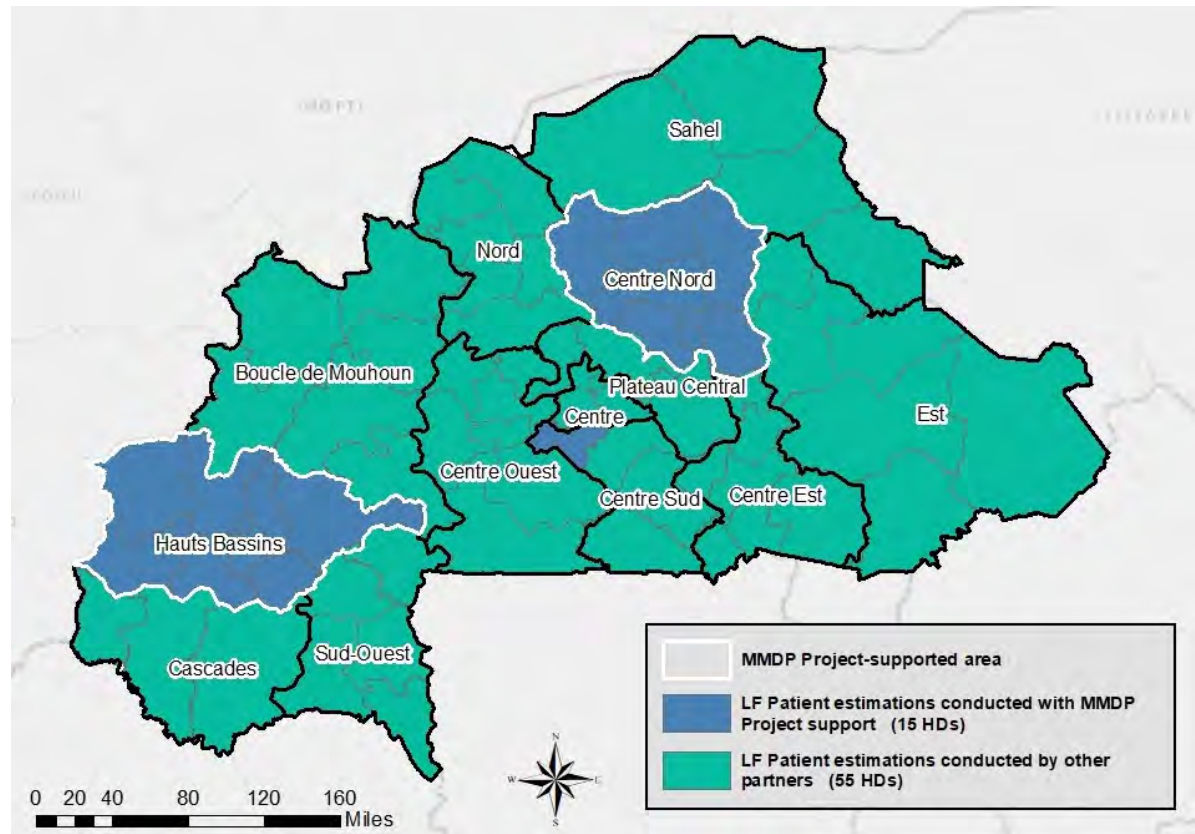 MOPTI
Sahel
Nord
Centre Nord
Boucle de Mouhoun
Plateau Central
Centre
Est
Centre Ouest
Centre Sud
Centre Est
Hauts Bassins
Cascades
Sud-Ouest
MMDP Project-supported area
LF Patient estimations conducted with MMDP
Project support (15 HDs)
LF Patient estimations conducted by other
partners (55 HDs)
N
W
E
S
0 20 40 80 120 160
Miles